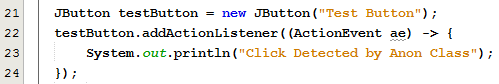 21 JButton testButton = new JButton("Test Button");
22 testButton.addActionListener((ActionEvent ae) -> {
23 System.out.println("Click Detected by Anon Class");
24 });